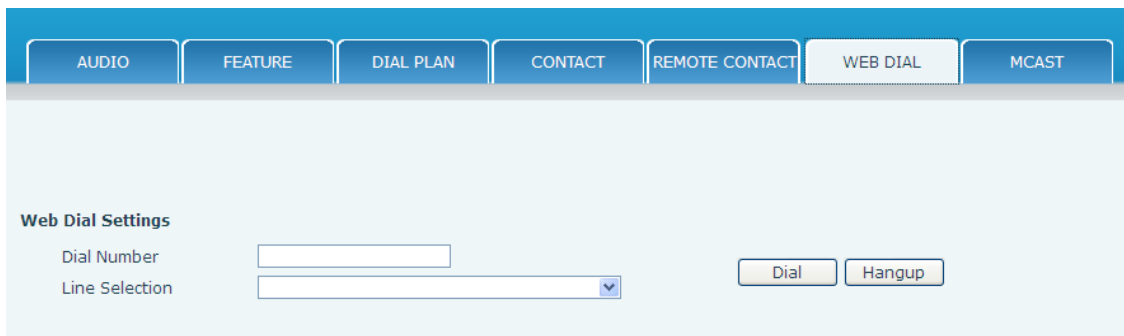 AUDIO FEATURE DIAL PLAN CONTACT REMOTE CONTACT WEB DIAL MCAST
Web Dial Settings
Dial Number
Line Selection
Dial Hangup